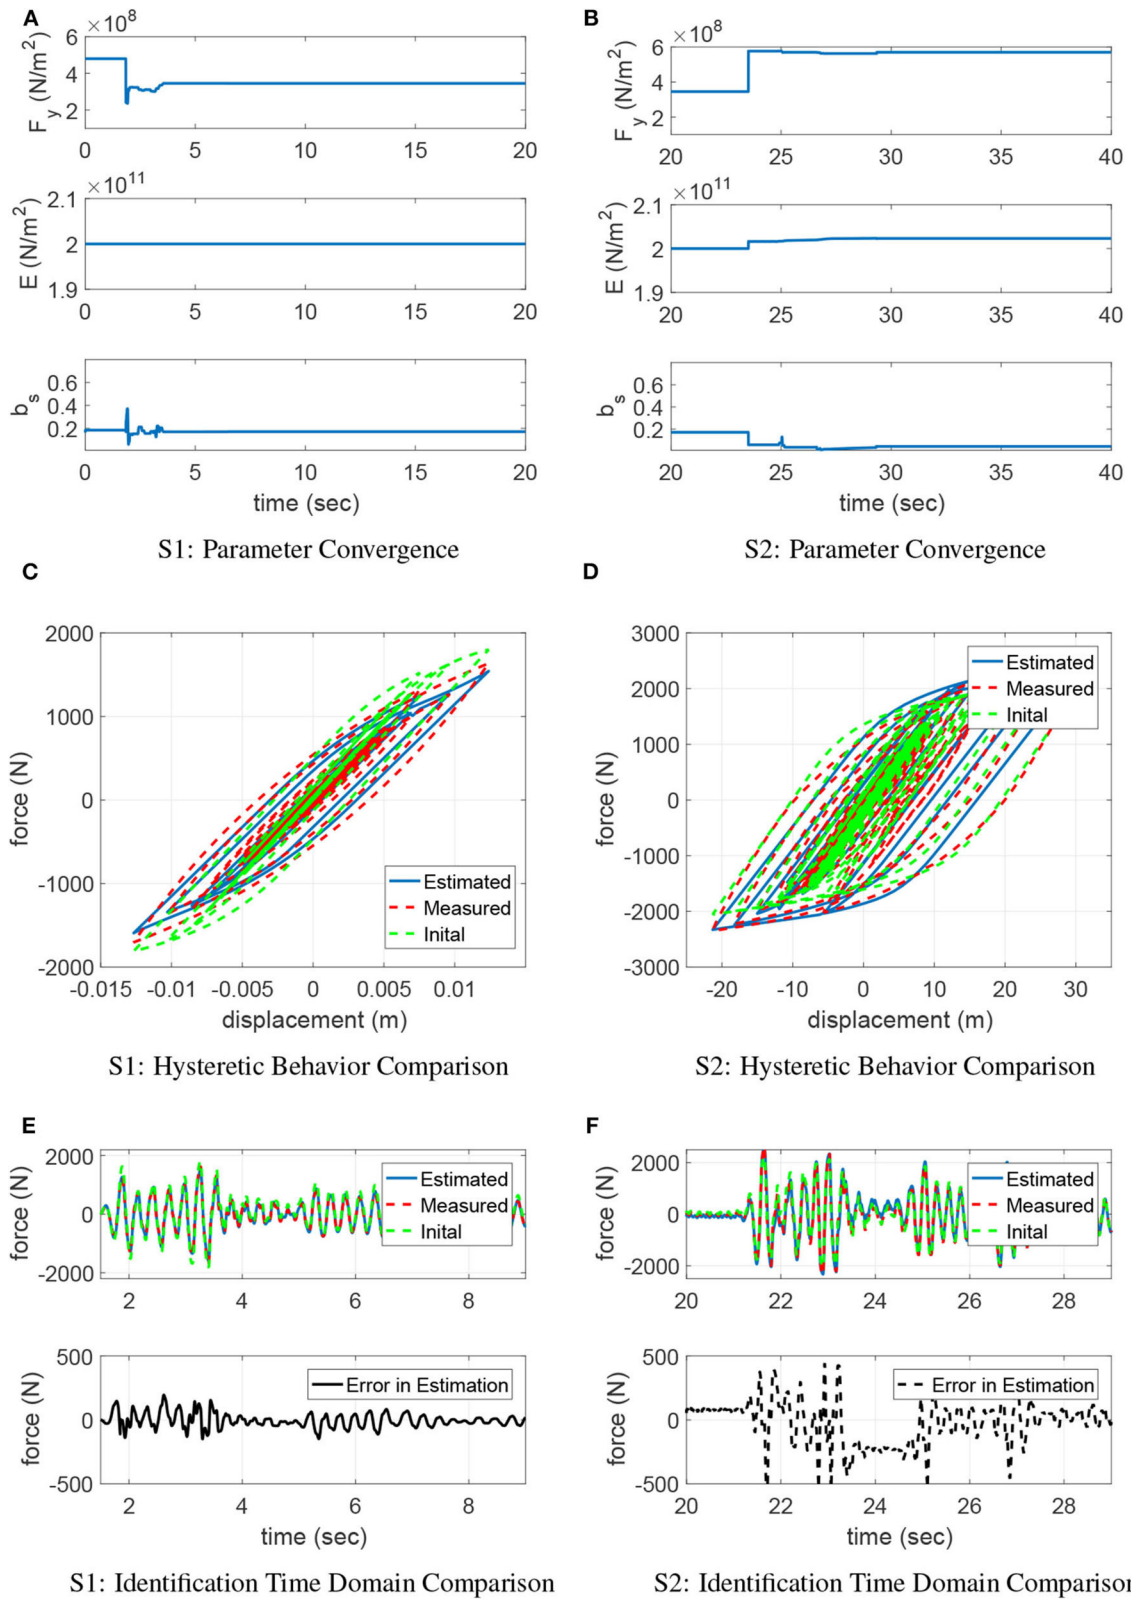 A
×10^8
6
4
2
F_y (N/m^2)
0 5 10 15 20
×10^11
2.1
2
1.9
E (N/m^2)
0 5 10 15 20
0.6
0.4
0.2
b_s
0 5 10 15 20
time (sec)
S1: Parameter Convergence
B
×10^8
6
4
2
F_y (N/m^2)
20 25 30 35 40
×10^11
2.1
2
1.9
E (N/m^2)
20 25 30 35 40
0.6
0.4
0.2
b_s
20 25 30 35 40
time (sec)
S2: Parameter Convergence
C
2000
1000
0
-1000
-2000
force (N)
Estimated
Measured
Inital
-0.015 -0.01 -0.005 0 0.005 0.01
displacement (m)
S1: Hysteretic Behavior Comparison
D
3000
2000
1000
0
-1000
-2000
-3000
force (N)
Estimated
Measured
Inital
-20 -10 0 10 20 30
displacement (m)
S2: Hysteretic Behavior Comparison
E
2000
0
-2000
force (N)
Estimated
Measured
Inital
2 4 6 8
500
0
-500
force (N)
Error in Estimation
2 4 6 8
time (sec)
S1: Identification Time Domain Comparison
F
2000
0
-2000
force (N)
Estimated
Measured
Inital
20 22 24 26 28
500
0
-500
force (N)
Error in Estimation
20 22 24 26 28
time (sec)
S2: Identification Time Domain Comparison